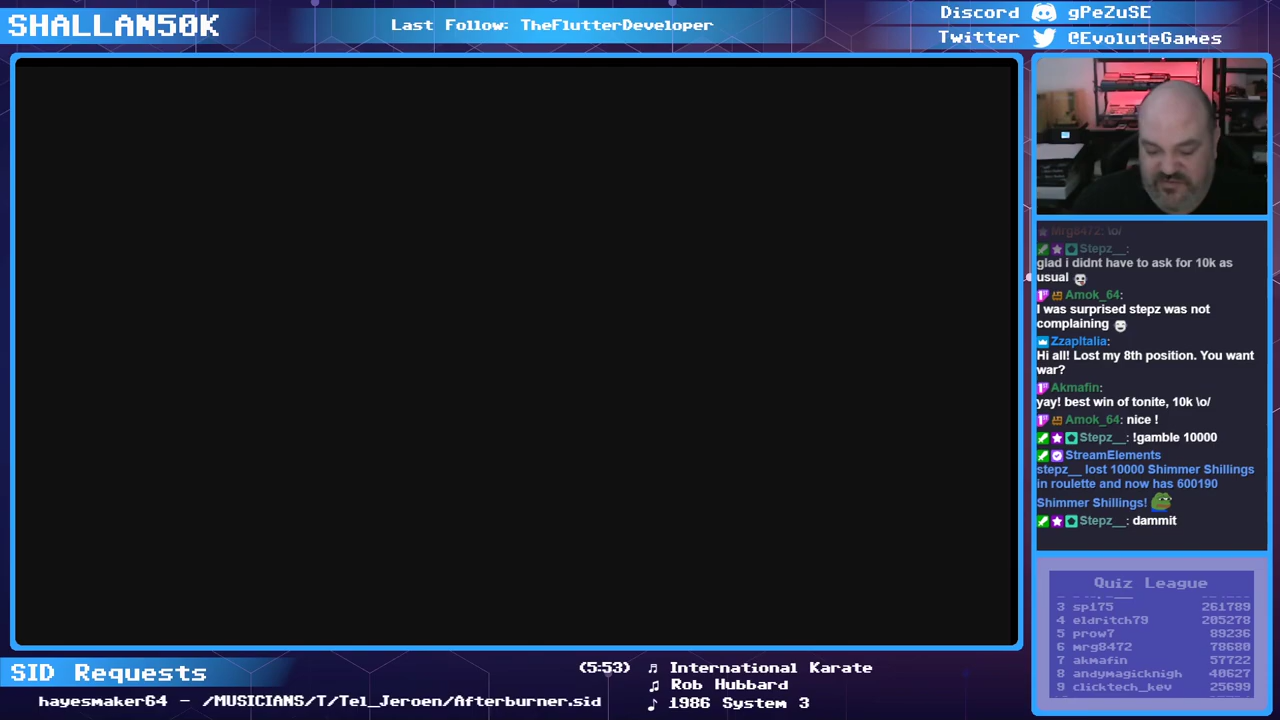 SHALLAN50K
Last Follow: TheFlutterDeveloper
Discord gPeZuSE
Twitter @EvoluteGames
Mrg8472: \o/
Stepz__:
glad i didnt have to ask for 10k as
usual
Amok_64:
I was surprised stepz was not
complaining
ZzapItalia:
Hi all! Lost my 8th position. You want
war?
Akmafin:
yay! best win of tonite, 10k \o/
Amok_64: nice !
Stepz__: !gamble 10000
StreamElements
stepz__ lost 10000 Shimmer Shillings
in roulette and now has 600190
Shimmer Shillings!
Stepz__: dammit
Quiz League
3 sp175 261789
4 eldritch79 205278
5 prow7 89236
6 mrg8472 78680
7 akmafin 57722
8 andymagicknigh 40627
9 clicktech_kev 25699
SID Requests
hayesmaker64 - /MUSICIANS/T/Tel_Jeroen/Afterburner.sid
(5:53) International Karate
Rob Hubbard
1986 System 3